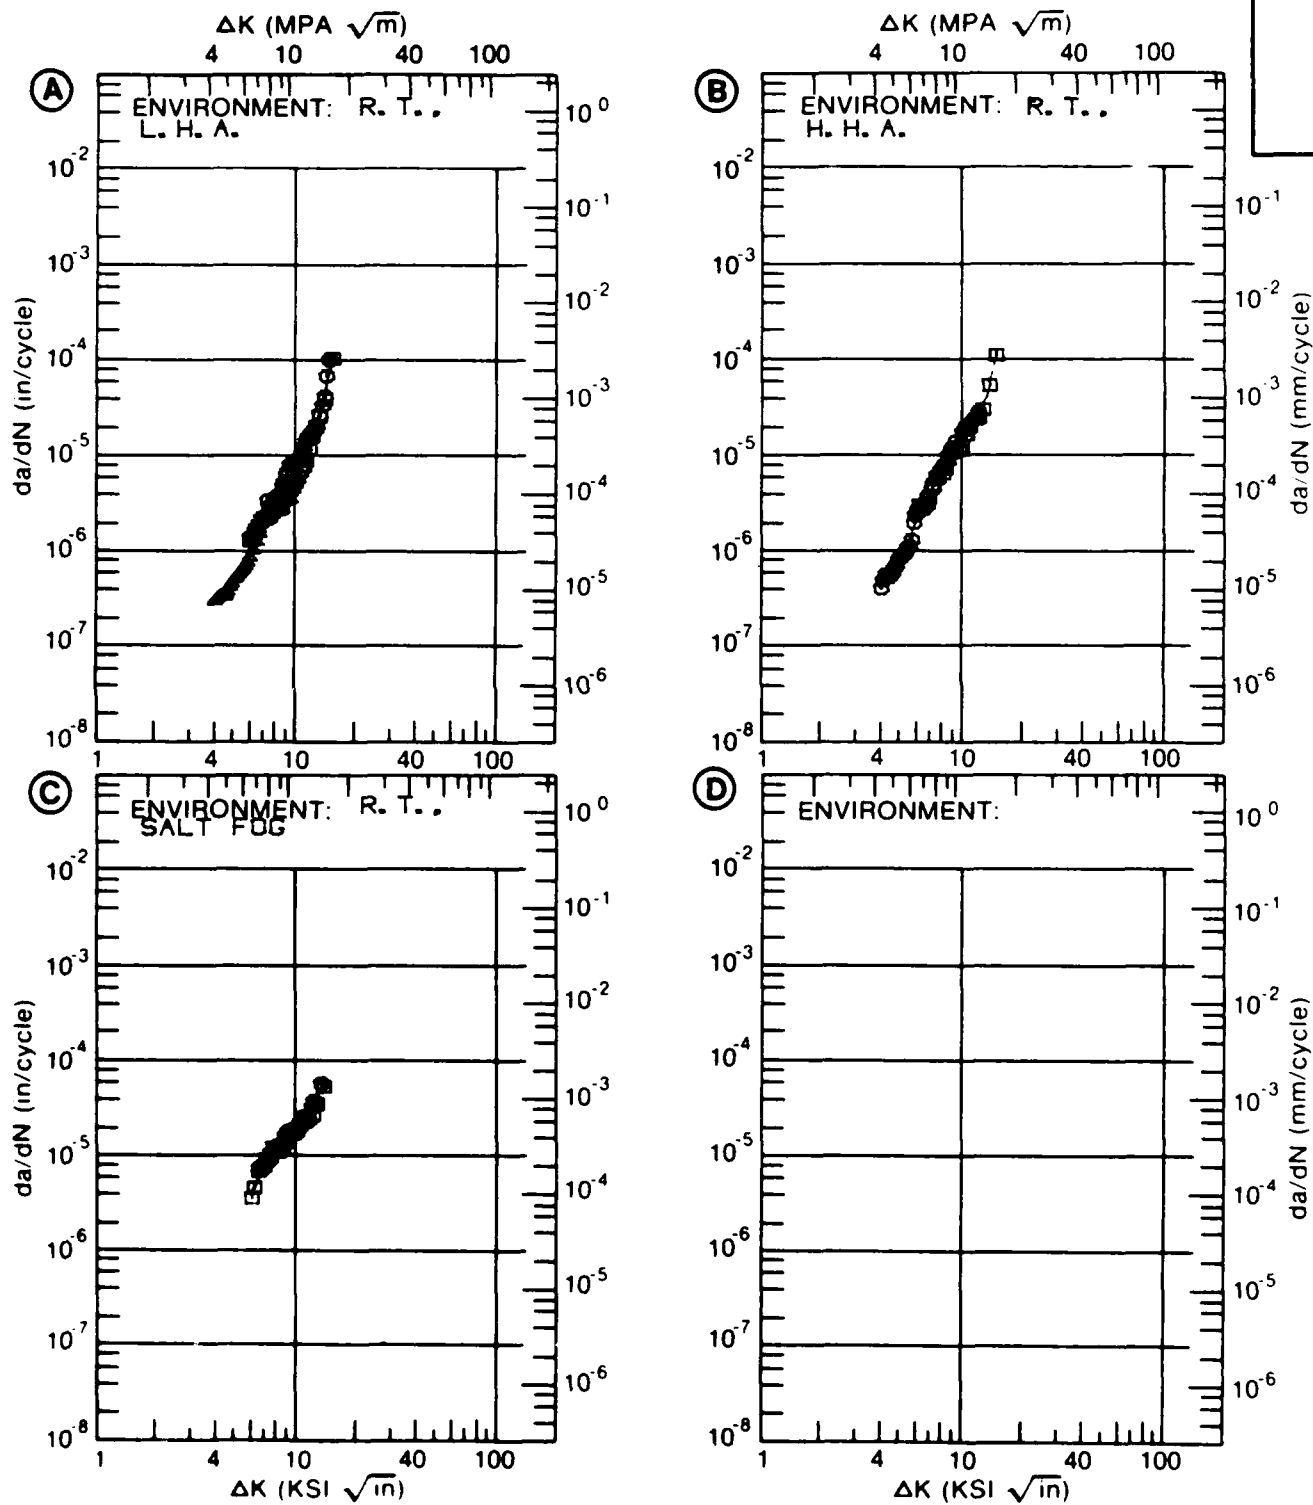 ΔK (MPA √m)
4 10 40 100
ΔK (MPA √m)
4 10 40 100
A
ENVIRONMENT: R. T. ,
L. H. A.
10^-2
10^-3
10^-4
10^-5
10^-6
10^-7
10^-8
da/dN (in/cycle)
10^0
10^-1
10^-2
10^-3
10^-4
10^-5
10^-6
1 4 10 40 100
B
ENVIRONMENT: R. T. ,
H. H. A.
10^-2
10^-3
10^-4
10^-5
10^-6
10^-7
10^-8
10^-1
10^-2
10^-3
10^-4
10^-5
10^-6
da/dN (mm/cycle)
1 4 10 40 100
C
ENVIRONMENT: R. T. ,
SALT FOG
10^-2
10^-3
10^-4
10^-5
10^-6
10^-7
10^-8
da/dN (in/cycle)
10^0
10^-1
10^-2
10^-3
10^-4
10^-5
10^-6
1 4 10 40 100
ΔK (KSI √in)
D
ENVIRONMENT:
10^-2
10^-3
10^-4
10^-5
10^-6
10^-7
10^-8
10^0
10^-1
10^-2
10^-3
10^-4
10^-5
10^-6
da/dN (mm/cycle)
1 4 10 40 100
ΔK (KSI √in)